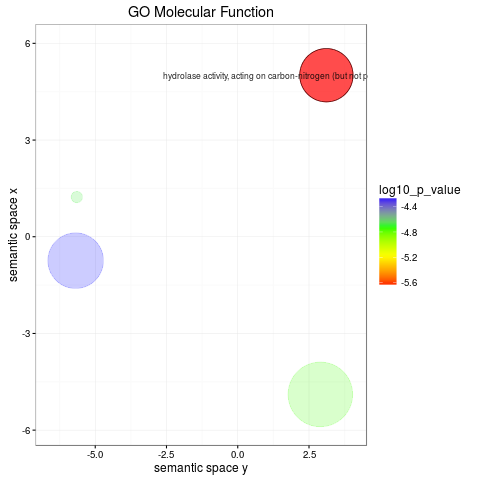 GO Molecular Function
6
hydrolase activity, acting on carbon-nitrogen (but not p
3
0
-3
-6
semantic space x
-5.0
-2.5
0.0
2.5
semantic space y
log10_p_value
-4.4
-4.8
-5.2
-5.6